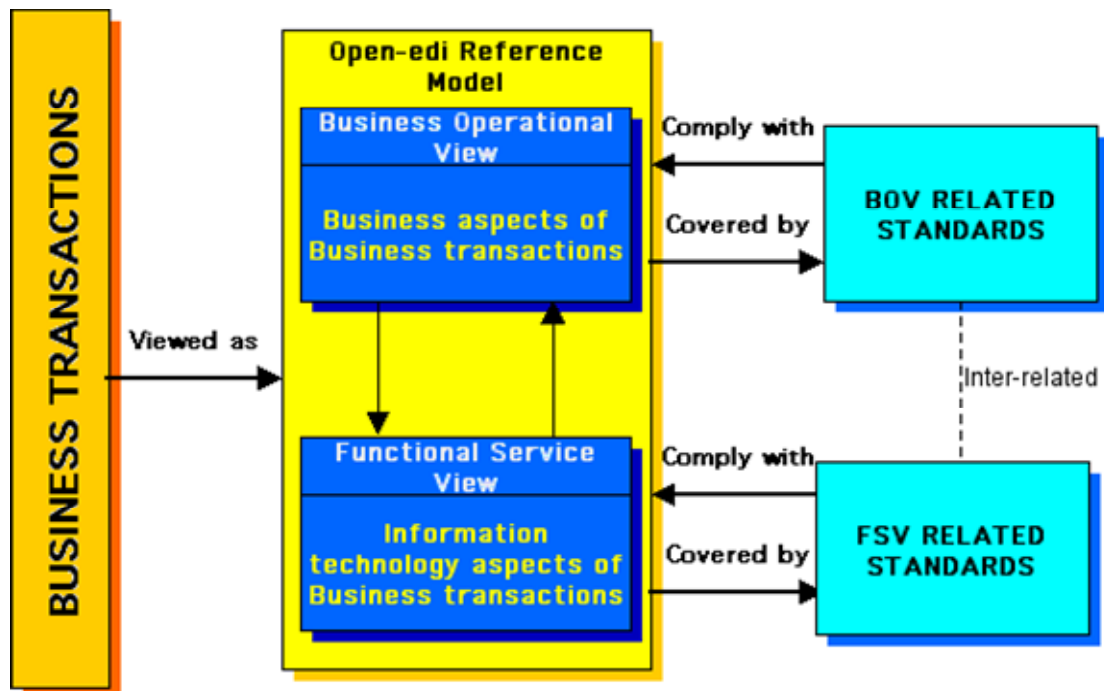 BUSINESS TRANSACTIONS
Viewed as
Open-edi Reference
Model
Business Operational
View
Business aspects of
Business transactions
Functional Service
View
Information
technology aspects of
Business transactions
Comply with
Covered by
BOV RELATED
STANDARDS
Inter-related
Comply with
Covered by
FSV RELATED
STANDARDS